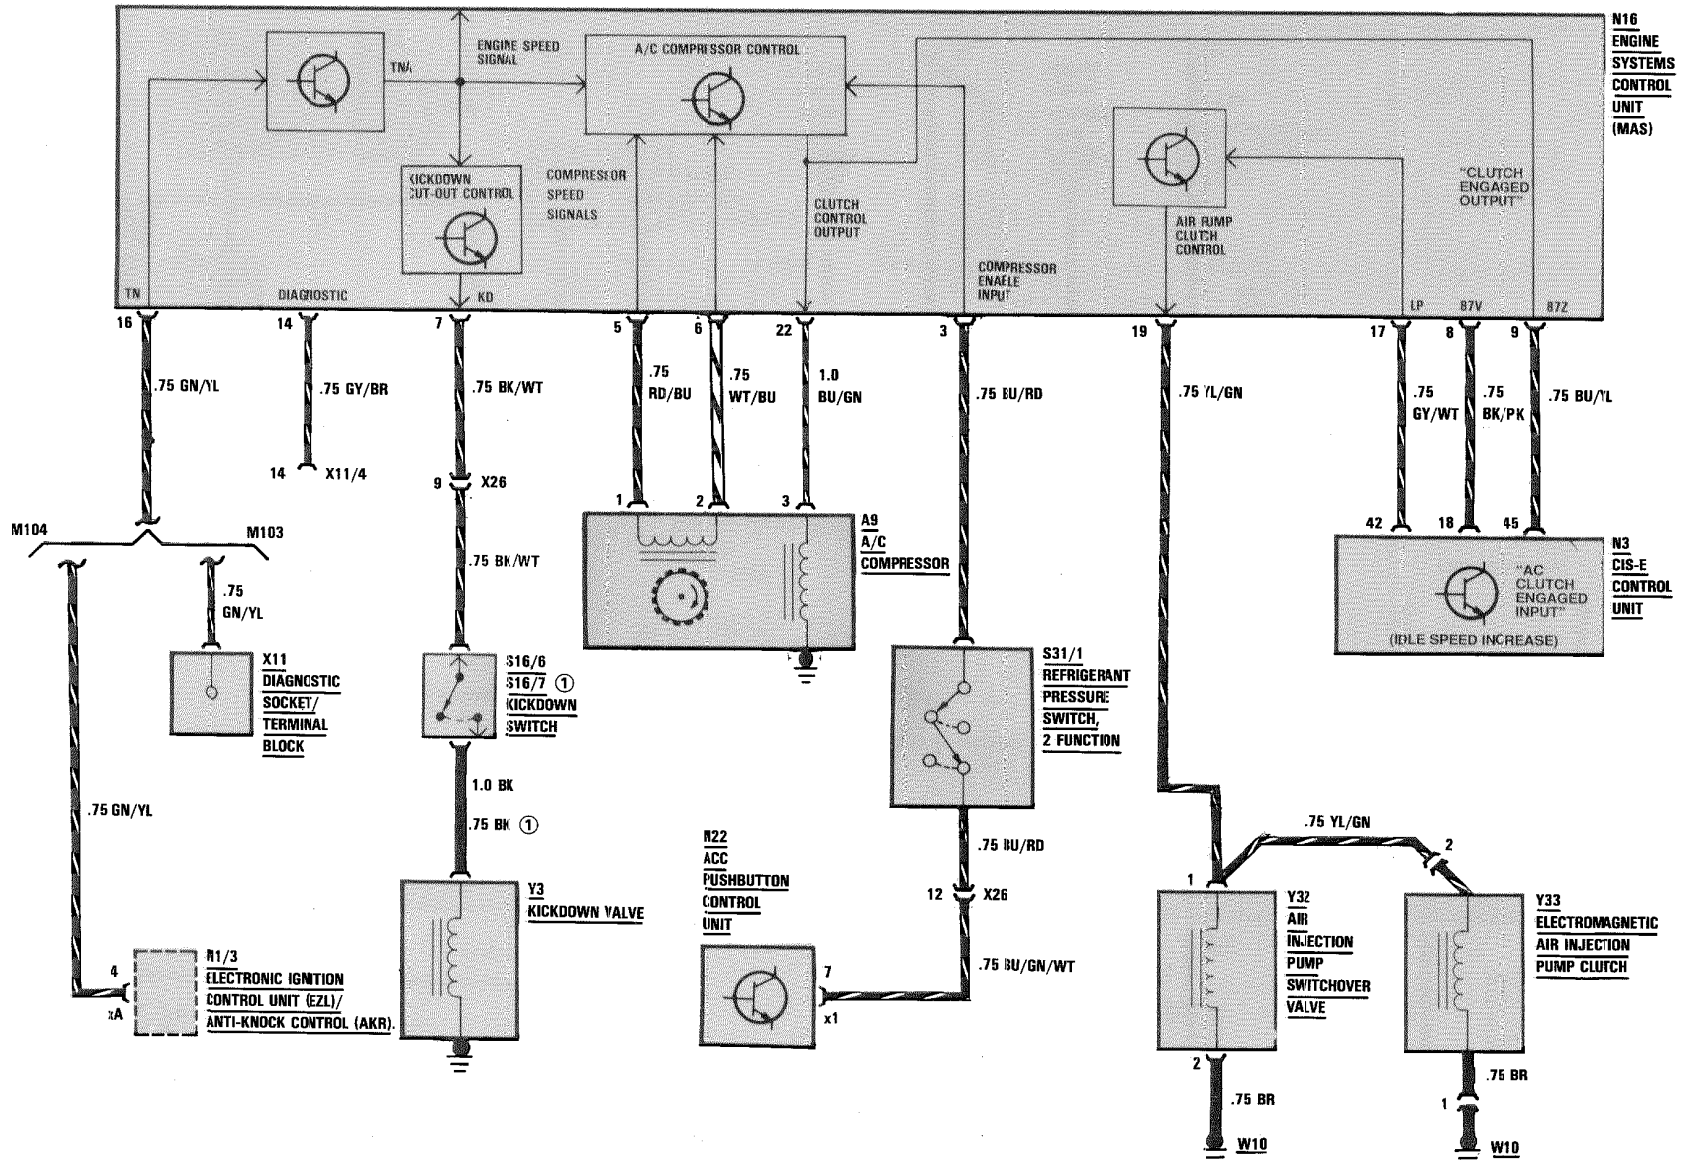 N16
ENGINE
SYSTEMS
CONTROL
UNIT
(MAS)
ENGINE SPEED
SIGNAL
A/C COMPRESSOR CONTROL
TNA
KICKDOWN
CUT-OUT CONTROL
COMPRESSOR
SPEED
SIGNALS
CLUTCH
CONTROL
OUTPUT
COMPRESSOR
ENAELE
INPUT
AIR PUMP
CLUTCH
CONTROL
"CLUTCH
ENGAGED
OUTPUT"
TN
DIAGNOSTIC
KD
LP
87V
87Z
16
14
7
5
6
22
3
19
17
8
9
.75 GN/YL
.75 GY/BR
.75 BK/WT
.75
RD/BU
.75
WT/BU
1.0
BU/GN
.75 BU/RD
.75 YL/GN
.75
GY/WT
.75
BK/PK
.75 BU/YL
14
X11/4
9
X26
1
2
3
42
18
45
M104
M103
.75
GN/YL
.75 BK/WT
A9
A/C
COMPRESSOR
N3
CIS-E
CONTROL
UNIT
"AC
CLUTCH
ENGAGED
INPUT"
(IDLE SPEED INCREASE)
X11
DIAGNOSTIC
SOCKET/
TERMINAL
BLOCK
S16/6
S16/7 ①
KICKDOWN
SWITCH
S31/1
REFRIGERANT
PRESSURE
SWITCH,
2 FUNCTION
.75 GN/YL
1.0 BK
.75 BK ①
.75 BU/RD
12
X26
.75 BU/GN/WT
.75 YL/GN
2
1
N22
ACC
PUSHBUTTON
CONTROL
UNIT
7
x1
Y3
KICKDOWN VALVE
Y32
AIR
INJECTION
PUMP
SWITCHOVER
VALVE
Y33
ELECTROMAGNETIC
AIR INJECTION
PUMP CLUTCH
4
xA
N1/3
ELECTRONIC IGNITION
CONTROL UNIT (EZL)/
ANTI-KNOCK CONTROL (AKR).
2
.75 BR
W10
.75 BR
1
W10